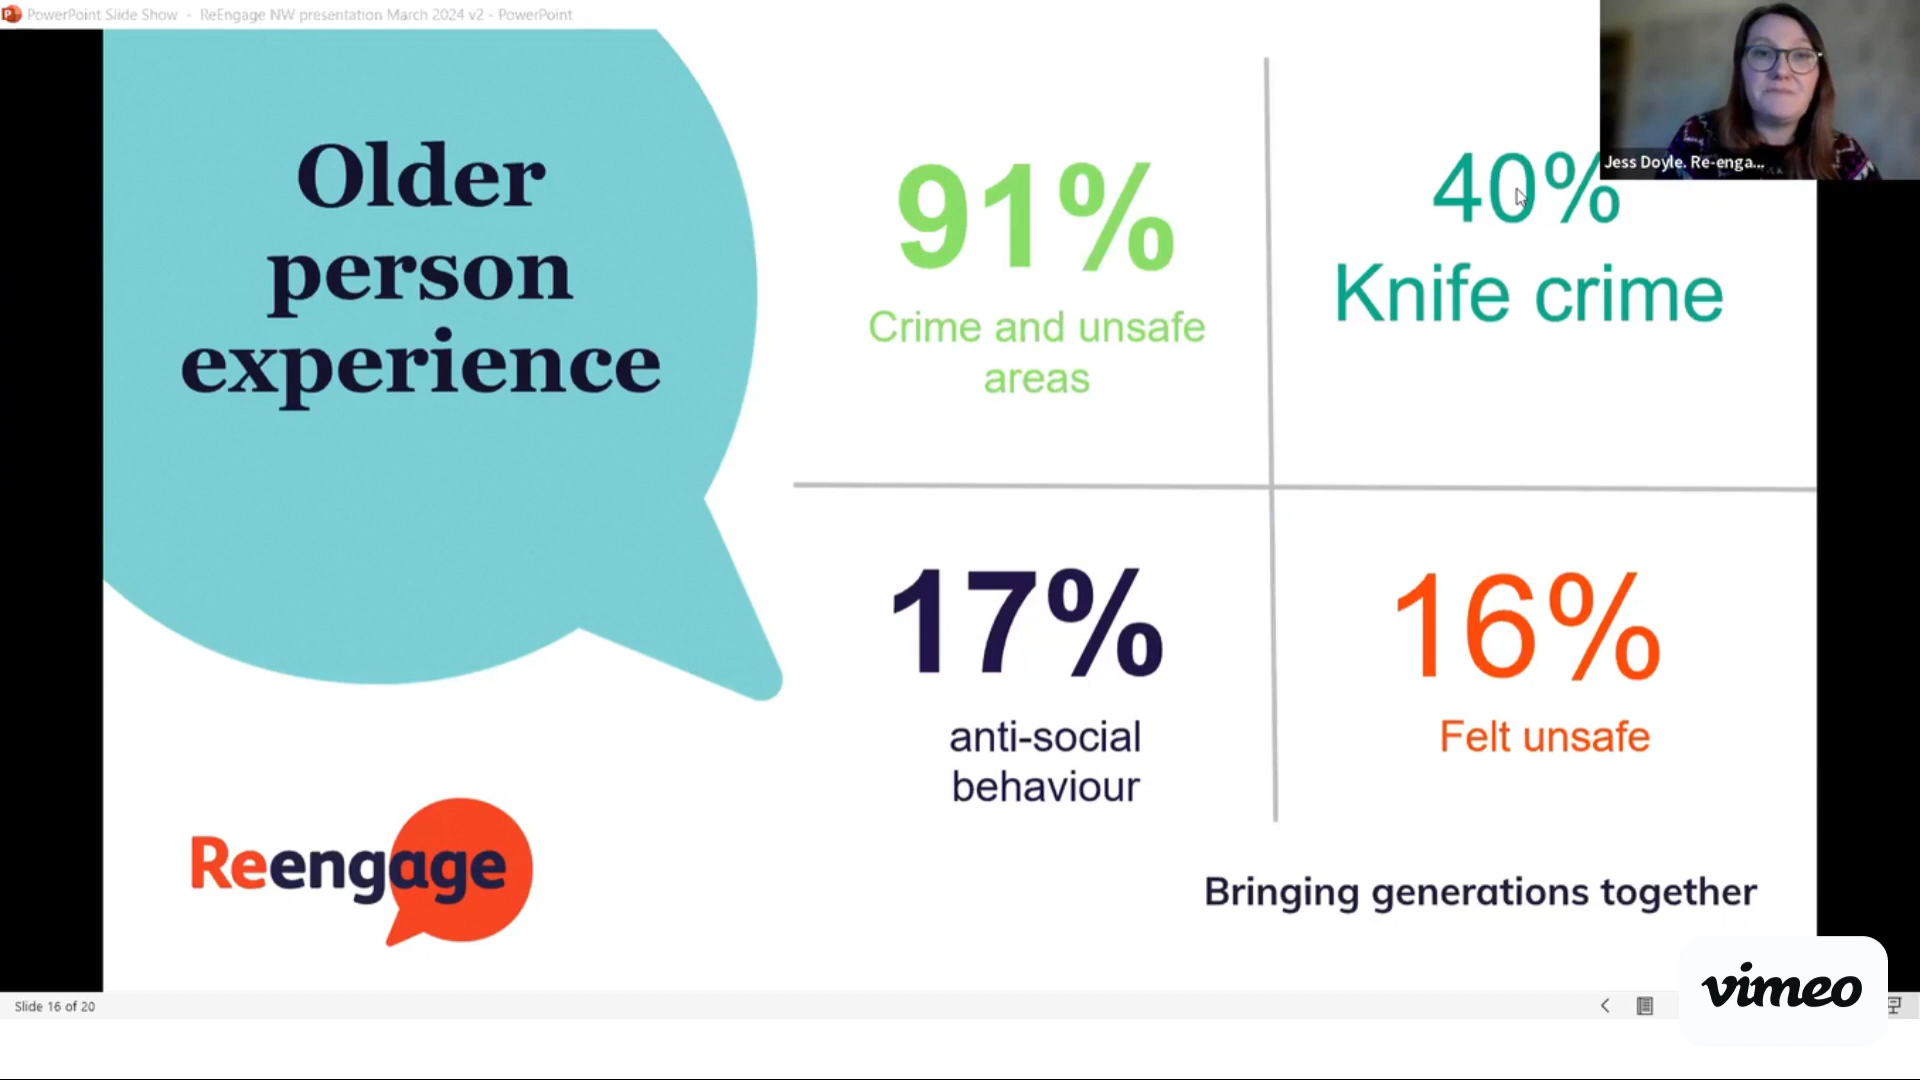 PowerPoint Slide Show - ReEngage NW presentation March 2024 v2 - PowerPoint
Older
person
experience
91%
Crime and unsafe
areas
40%
Knife crime
Jess Doyle. Re-enga...
17%
anti-social
behaviour
16%
Felt unsafe
Reengage
Bringing generations together
Slide 16 of 20
vimeo